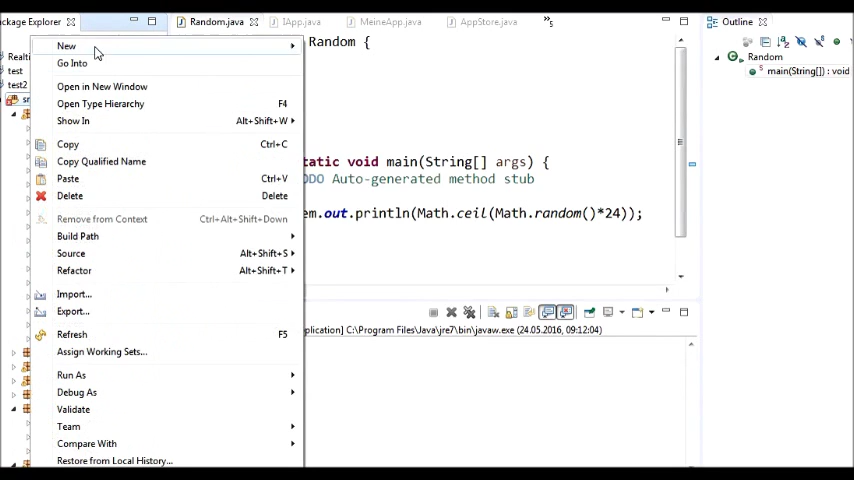 ackage Explorer
Random.java
IApp.java
MeineApp.java
AppStore.java
»5
Outline
Realti
test
test2
sr
New
Go Into
Open in New Window
Open Type Hierarchy F4
Show In Alt+Shift+W
Copy Ctrl+C
Copy Qualified Name
Paste Ctrl+V
Delete Delete
Remove from Context Ctrl+Alt+Shift+Down
Build Path
Source Alt+Shift+S
Refactor Alt+Shift+T
Import...
Export...
Refresh F5
Assign Working Sets...
Run As
Debug As
Validate
Team
Compare With
Restore from Local History...
Random {
tatic void main(String[] args) {
ODO Auto-generated method stub
em.out.println(Math.ceil(Math.random()*24));
pplication] C:\Program Files\Java\jre7\bin\javaw.exe (24.05.2016, 09:12:04)
Random
main(String[]) : void